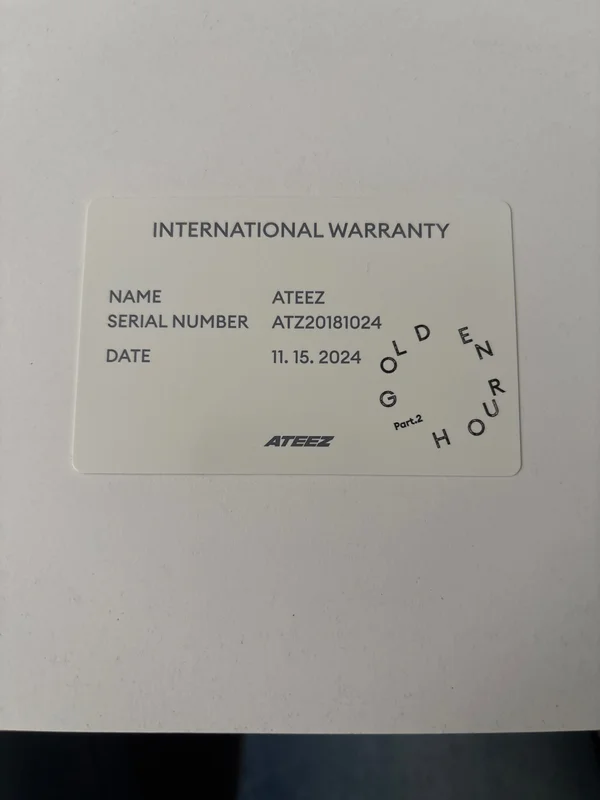 INTERNATIONAL WARRANTY
NAME ATEEZ
SERIAL NUMBER ATZ20181024
DATE 11. 15. 2024
GOLDEN HOUR
Part.2
ATEEZ